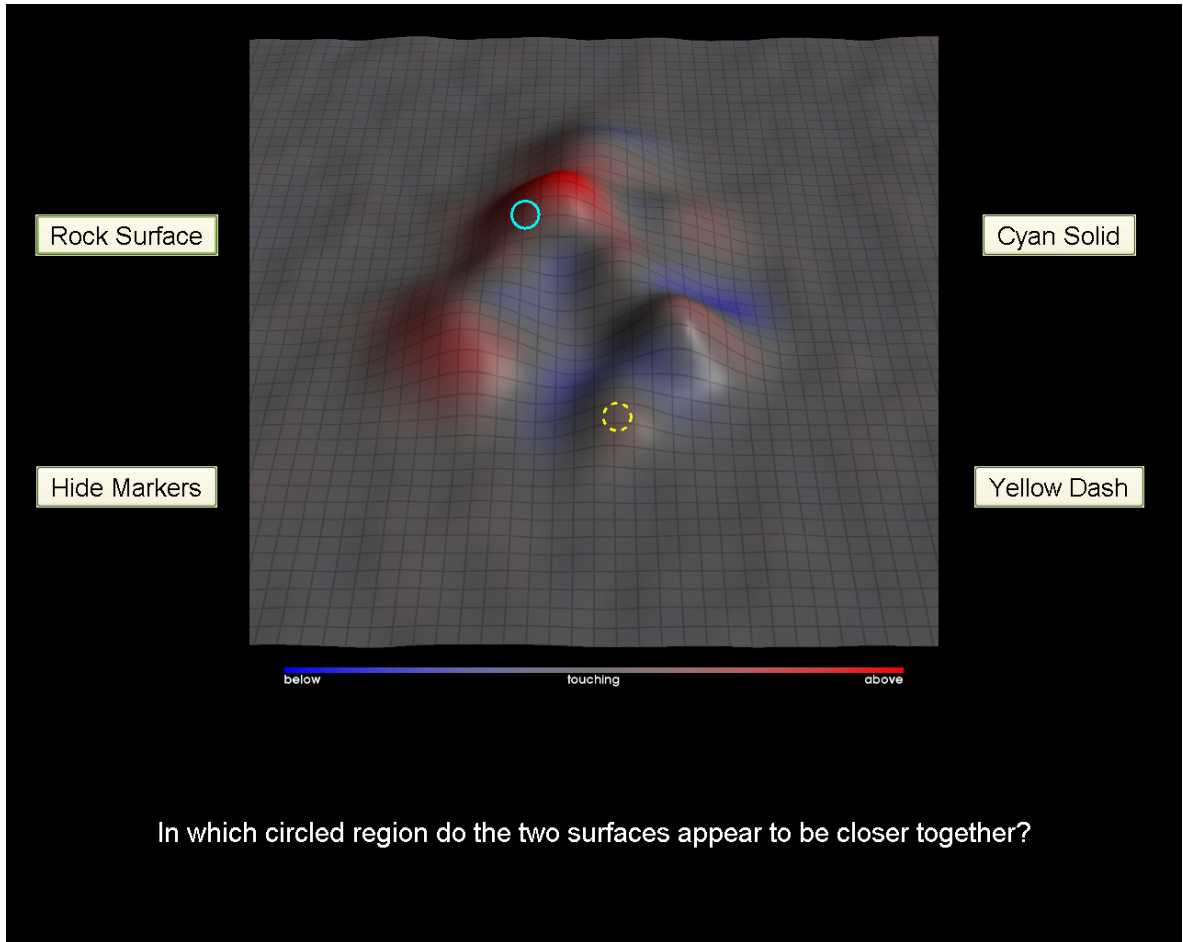 Rock Surface
Cyan Solid
Hide Markers
Yellow Dash
below touching above
In which circled region do the two surfaces appear to be closer together?